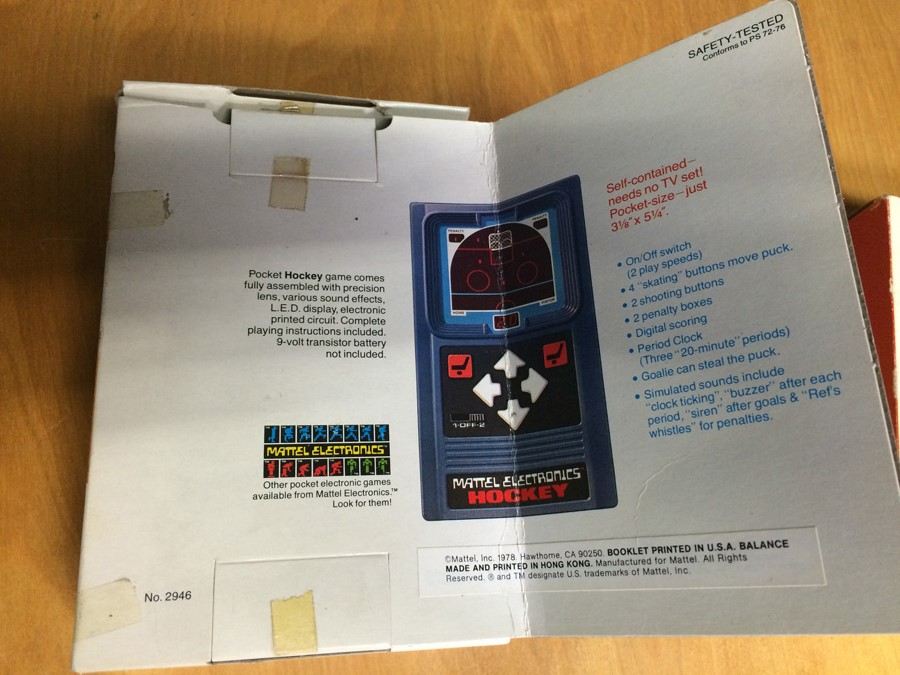 SAFETY-TESTED
Conforms to PS 72-76
Self-contained—
needs no TV set!
Pocket-size—just
3⅛" x 5¼".
• On/Off switch
(2 play speeds)
• 4 "skating" buttons move puck.
• 2 shooting buttons
• 2 penalty boxes
• Digital scoring
• Period Clock
(Three "20-minute" periods)
• Goalie can steal the puck.
• Simulated sounds include
"clock ticking", "buzzer" after each
period, "siren" after goals & "Ref's
whistles" for penalties.
Pocket Hockey game comes
fully assembled with precision
lens, various sound effects,
L.E.D. display, electronic
printed circuit. Complete
playing instructions included.
9-volt transistor battery
not included.
PENALTY
HOME
1-OFF-2
MATTEL ELECTRONICS
HOCKEY
MATTEL ELECTRONICS™
Other pocket electronic games
available from Mattel Electronics.™
Look for them!
©Mattel, Inc. 1978. Hawthorne, CA 90250. BOOKLET PRINTED IN U.S.A. BALANCE
MADE AND PRINTED IN HONG KONG. Manufactured for Mattel. All Rights
Reserved. ® and TM designate U.S. trademarks of Mattel, Inc.
No. 2946